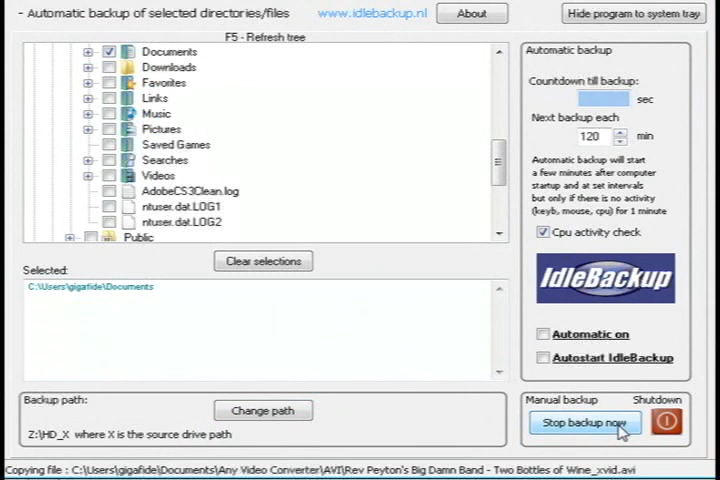 - Automatic backup of selected directories/files
www.idlebackup.nl
About
Hide program to system tray
F5 - Refresh tree
Documents
Downloads
Favorites
Links
Music
Pictures
Saved Games
Searches
Videos
AdobeCS3Clean.log
ntuser.dat.LOG1
ntuser.dat.LOG2
Public
Clear selections
Selected:
C:\Users\gigafide\Documents
Backup path:
Change path
Z:\HD_X where X is the source drive path
Automatic backup
Countdown till backup:
sec
Next backup each
120 min
Automatic backup will start
a few minutes after computer
startup and at set intervals
but only if there is no activity
(keyb, mouse, cpu) for 1 minute
Cpu activity check
IdleBackup
Automatic on
Autostart IdleBackup
Manual backup
Shutdown
Stop backup now
Copying file : C:\Users\gigafide\Documents\Any Video Converter\AVI\Rev Peyton's Big Damn Band - Two Bottles of Wine_xvid.avi